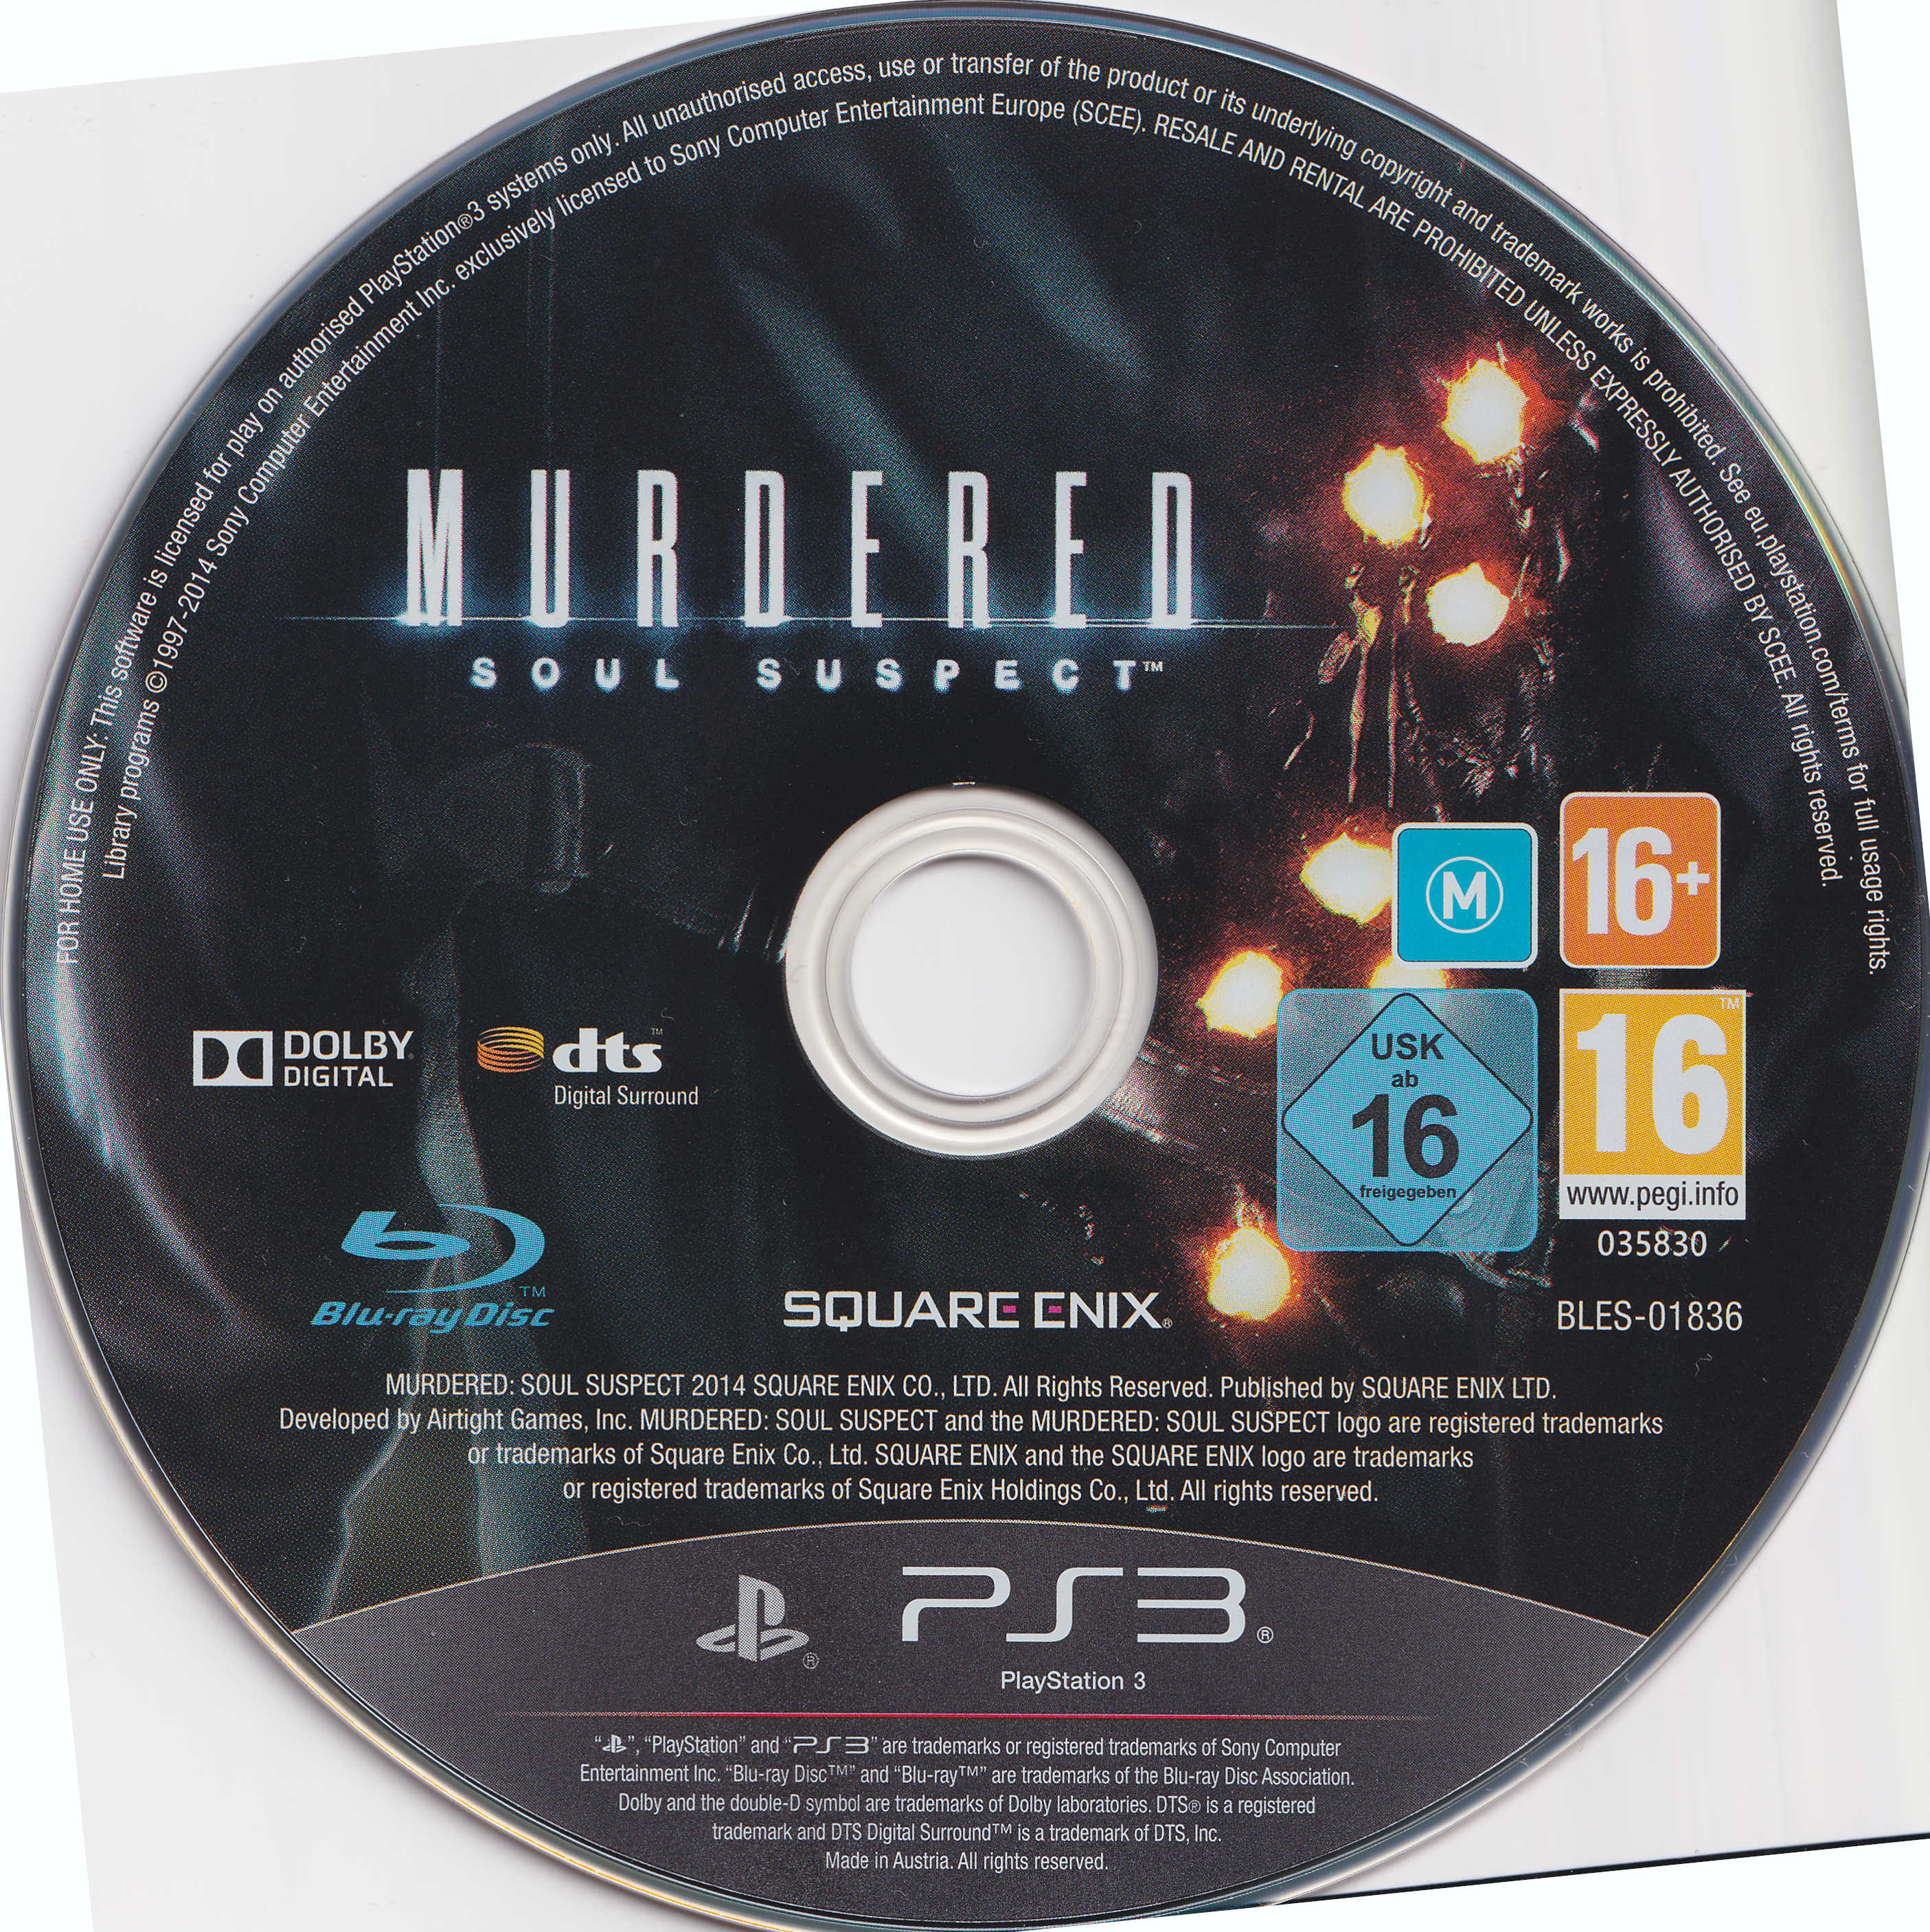 FOR HOME USE ONLY: This software is licensed for play on authorised PlayStation®3 systems only. All unauthorised access, use or transfer of the product or its underlying copyright and trademark works is prohibited. See eu.playstation.com/terms for full usage rights.
Library programs ©1997-2014 Sony Computer Entertainment Inc. exclusively licensed to Sony Computer Entertainment Europe (SCEE). RESALE AND RENTAL ARE PROHIBITED UNLESS EXPRESSLY AUTHORISED BY SCEE. All rights reserved.
MURDERED
SOUL SUSPECT™
M
16+
DOLBY®
DIGITAL
dts™
Digital Surround
USK
ab
16
freigegeben
16™
www.pegi.info
035830
Blu-ray Disc™
SQUARE ENIX®
BLES-01836
MURDERED: SOUL SUSPECT 2014 SQUARE ENIX CO., LTD. All Rights Reserved. Published by SQUARE ENIX LTD.
Developed by Airtight Games, Inc. MURDERED: SOUL SUSPECT and the MURDERED: SOUL SUSPECT logo are registered trademarks
or trademarks of Square Enix Co., Ltd. SQUARE ENIX and the SQUARE ENIX logo are trademarks
or registered trademarks of Square Enix Holdings Co., Ltd. All rights reserved.
® PS3®
PlayStation 3
“ ”, “PlayStation” and “PS3” are trademarks or registered trademarks of Sony Computer
Entertainment Inc. “Blu-ray Disc™” and “Blu-ray™” are trademarks of the Blu-ray Disc Association.
Dolby and the double-D symbol are trademarks of Dolby laboratories. DTS® is a registered
trademark and DTS Digital Surround™ is a trademark of DTS, Inc.
Made in Austria. All rights reserved.